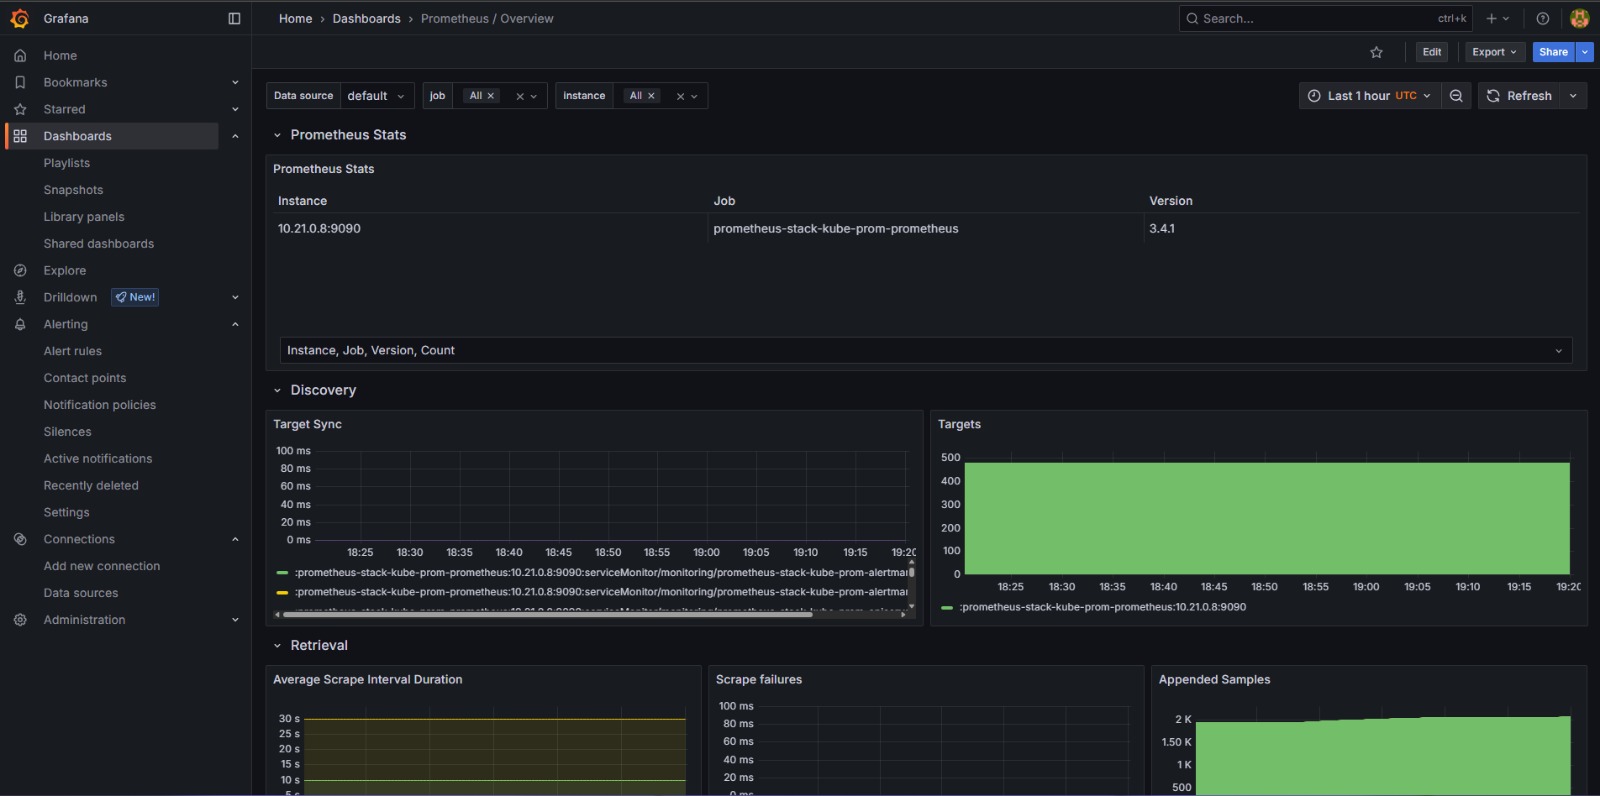 Grafana
Home › Dashboards › Prometheus / Overview
Search... ctrl+k
Edit Export Share
Home
Bookmarks
Starred
Dashboards
Playlists
Snapshots
Library panels
Shared dashboards
Explore
Drilldown New!
Alerting
Alert rules
Contact points
Notification policies
Silences
Active notifications
Recently deleted
Settings
Connections
Add new connection
Data sources
Administration
Data source default job All instance All
Last 1 hour UTC Refresh
Prometheus Stats
Prometheus Stats
Instance Job Version
10.21.0.8:9090 prometheus-stack-kube-prom-prometheus 3.4.1
Instance, Job, Version, Count
Discovery
Target Sync
100 ms
80 ms
60 ms
40 ms
20 ms
0 ms
18:25 18:30 18:35 18:40 18:45 18:50 18:55 19:00 19:05 19:10 19:15 19:20
:prometheus-stack-kube-prom-prometheus:10.21.0.8:9090:serviceMonitor/monitoring/prometheus-stack-kube-prom-alertmar
:prometheus-stack-kube-prom-prometheus:10.21.0.8:9090:serviceMonitor/monitoring/prometheus-stack-kube-prom-alertmar
Targets
500
400
300
200
100
0
18:25 18:30 18:35 18:40 18:45 18:50 18:55 19:00 19:05 19:10 19:15 19:20
:prometheus-stack-kube-prom-prometheus:10.21.0.8:9090
Retrieval
Average Scrape Interval Duration
30 s
25 s
20 s
15 s
10 s
5 s
Scrape failures
100 ms
80 ms
60 ms
40 ms
20 ms
0 ms
Appended Samples
2 K
1.50 K
1 K
500